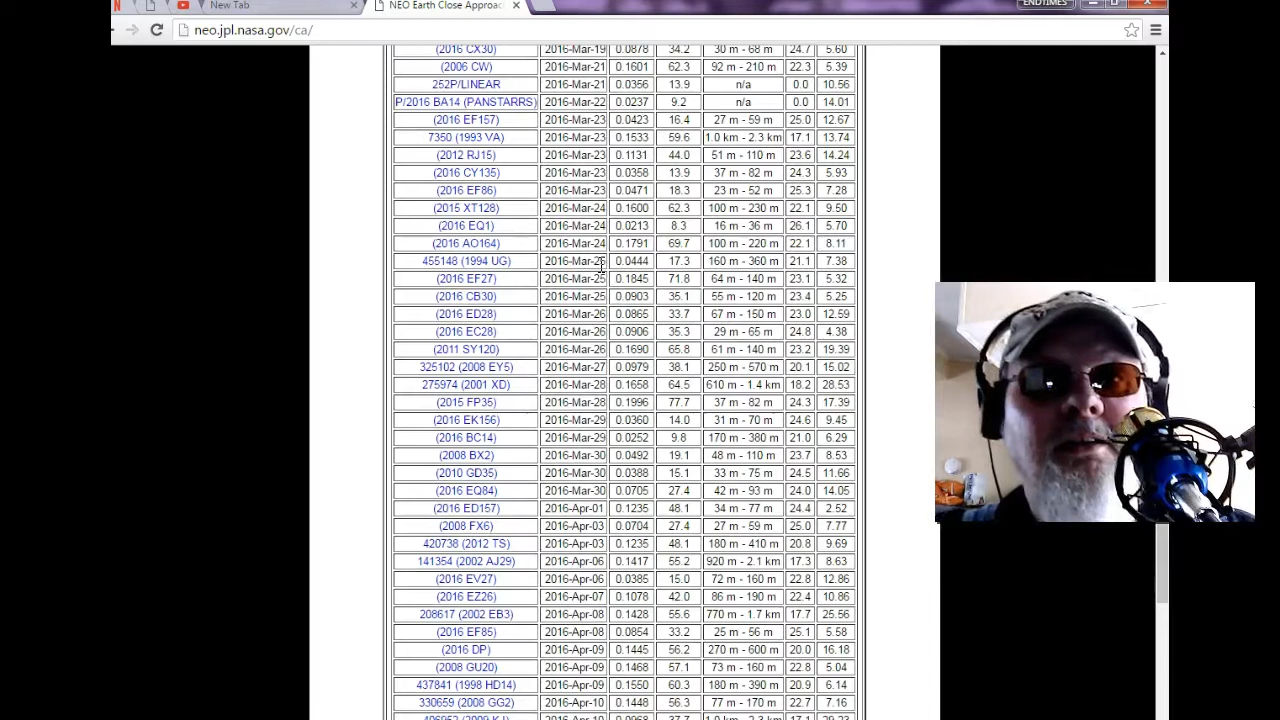 New Tab
NEO Earth Close Approac
ENDTIMES
neo.jpl.nasa.gov/ca/
(2016 CX30) 2016-Mar-19 0.0878 34.2 31 m - 68 m 24.7 5.60
(2006 CW) 2016-Mar-21 0.1601 62.3 92 m - 210 m 22.3 5.39
252P/LINEAR 2016-Mar-21 0.0356 13.9 n/a 0.0 10.56
P/2016 BA14 (PANSTARRS) 2016-Mar-22 0.0237 9.2 n/a 0.0 14.01
(2016 EF157) 2016-Mar-23 0.0423 16.4 27 m - 59 m 25.0 12.67
7350 (1993 VA) 2016-Mar-23 0.1533 59.6 1.0 km - 2.3 km 17.1 13.74
(2012 RJ15) 2016-Mar-23 0.1131 44.0 51 m - 110 m 23.6 14.24
(2016 CY135) 2016-Mar-23 0.0358 13.9 37 m - 82 m 24.3 5.93
(2016 EF86) 2016-Mar-23 0.0471 18.3 23 m - 52 m 25.3 7.28
(2015 XT128) 2016-Mar-24 0.1600 62.3 100 m - 230 m 22.1 9.50
(2016 EQ1) 2016-Mar-24 0.0213 8.3 16 m - 36 m 26.1 5.70
(2016 AO164) 2016-Mar-24 0.1791 69.7 100 m - 220 m 22.1 8.11
455148 (1994 UG) 0.0444 17.3 160 m - 360 m 21.1 7.38
(2016 EF27) 2016-Mar-25 0.1845 71.8 64 m - 140 m 23.1 5.32
(2016 CB30) 2016-Mar-25 0.0903 35.1 55 m - 120 m 23.4 5.25
(2016 ED28) 2016-Mar-26 0.0865 33.7 67 m - 150 m 23.0 12.59
(2016 EC28) 2016-Mar-26 0.0906 35.3 29 m - 65 m 24.8 4.38
(2011 SY120) 2016-Mar-26 0.1690 65.8 61 m - 140 m 23.2 19.39
325102 (2008 EY5) 2016-Mar-27 0.0979 38.1 250 m - 570 m 20.1 15.02
275974 (2001 XD) 2016-Mar-28 0.1658 64.5 610 m - 1.4 km 18.2 28.53
(2015 FP35) 2016-Mar-28 0.1996 77.7 37 m - 82 m 24.3 17.39
(2016 EK156) 2016-Mar-29 0.0360 14.0 31 m - 70 m 24.6 9.45
(2016 BC14) 2016-Mar-29 0.0252 9.8 170 m - 380 m 21.0 6.29
(2008 BX2) 2016-Mar-30 0.0492 19.1 48 m - 110 m 23.7 8.53
(2010 GD35) 2016-Mar-30 0.0388 15.1 33 m - 75 m 24.5 11.66
(2016 EQ84) 2016-Mar-30 0.0705 27.4 42 m - 93 m 24.0 14.05
(2016 ED157) 2016-Apr-01 0.1235 48.1 34 m - 77 m 24.4 2.52
(2008 FX6) 2016-Apr-03 0.0704 27.4 27 m - 59 m 25.0 7.77
420738 (2012 TS) 2016-Apr-03 0.1235 48.1 180 m - 410 m 20.8 9.69
141354 (2002 AJ29) 2016-Apr-06 0.1417 55.2 920 m - 2.1 km 17.3 8.63
(2016 EV27) 2016-Apr-06 0.0385 15.0 72 m - 160 m 22.8 12.86
(2016 EZ26) 2016-Apr-07 0.1078 42.0 86 m - 190 m 22.4 10.86
208617 (2002 EB3) 2016-Apr-08 0.1428 55.6 770 m - 1.7 km 17.7 25.56
(2016 EF85) 2016-Apr-08 0.0854 33.2 25 m - 56 m 25.1 5.58
(2016 DP) 2016-Apr-09 0.1445 56.2 270 m - 600 m 20.0 16.18
(2008 GU20) 2016-Apr-09 0.1468 57.1 73 m - 160 m 22.8 5.04
437841 (1998 HD14) 2016-Apr-09 0.1550 60.3 180 m - 390 m 20.9 6.14
330659 (2008 GG2) 2016-Apr-10 0.1448 56.3 77 m - 170 m 22.7 7.16
2016-Apr-10 37.7 1.0 km - 2.3 km 17.1